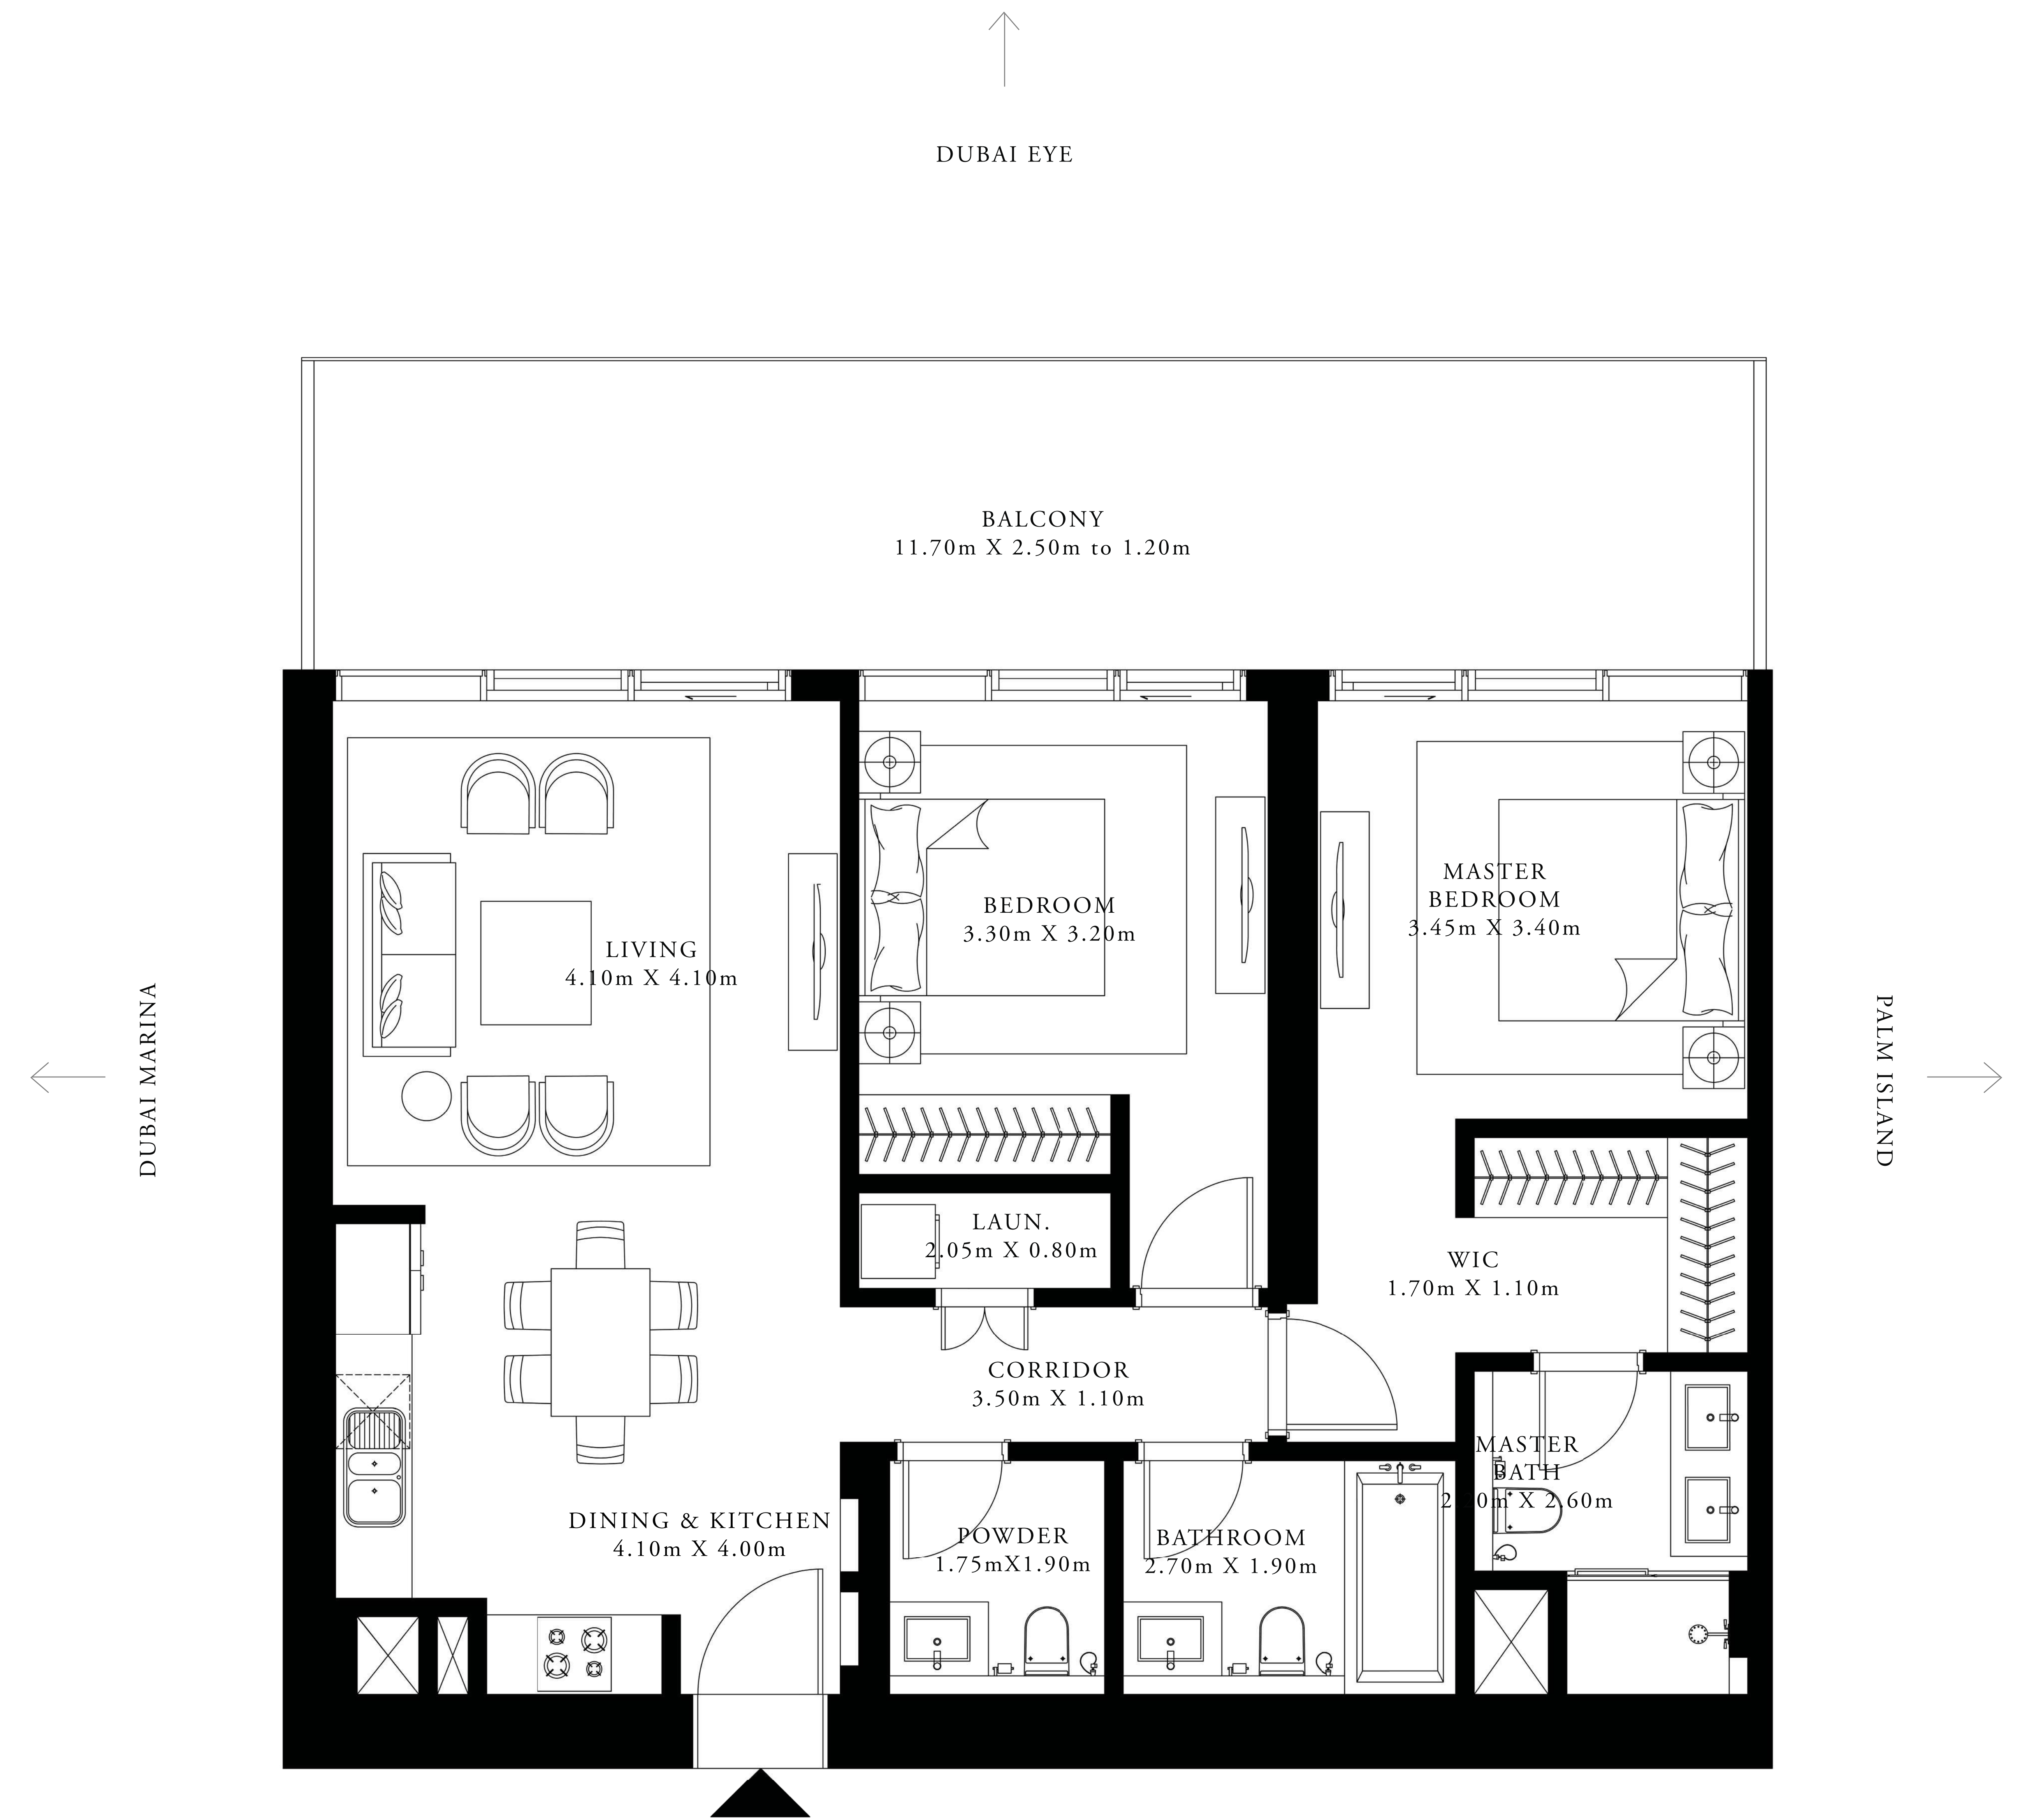 DUBAI EYE
BALCONY
11.70m X 2.50m to 1.20m
DUBAI MARINA
PALM ISLAND
LIVING
4.10m X 4.10m
BEDROOM
3.30m X 3.20m
MASTER
BEDROOM
3.45m X 3.40m
LAUN.
2.05m X 0.80m
WIC
1.70m X 1.10m
CORRIDOR
3.50m X 1.10m
DINING & KITCHEN
4.10m X 4.00m
POWDER
1.75mX1.90m
BATHROOM
2.70m X 1.90m
MASTER
BATH
X 2.60m